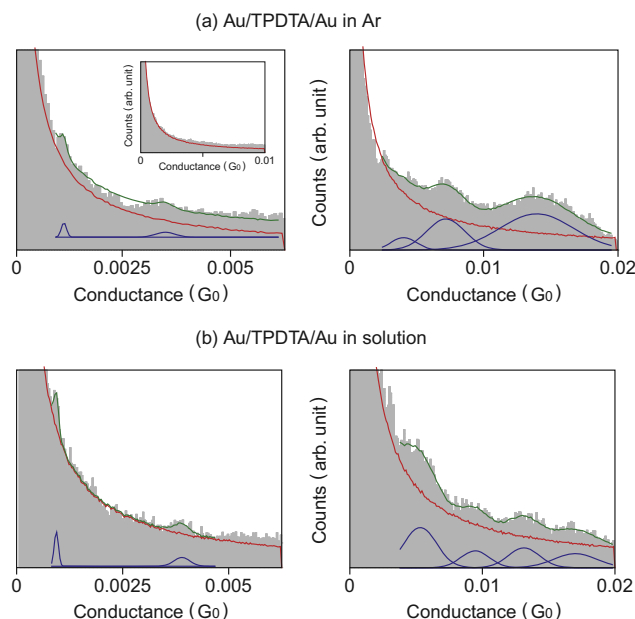 (a) Au/TPDTA/Au in Ar
Counts (arb. unit)
0
0.01
Conductance (G0)
0
0.0025
0.005
Conductance (G0)
Counts (arb. unit)
0
0.01
0.02
Conductance (G0)
(b) Au/TPDTA/Au in solution
0
0.0025
0.005
Conductance (G0)
Counts (arb. unit)
0
0.01
0.02
Conductance (G0)